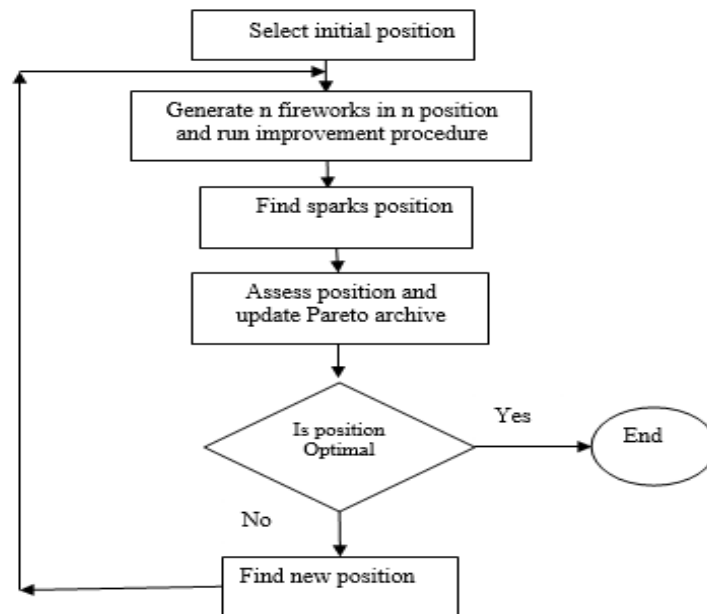 Select initial position
Generate n fireworks in n position
and run improvement procedure
Find sparks position
Assess position and
update Pareto archive
Is position
Optimal
Yes
End
No
Find new position